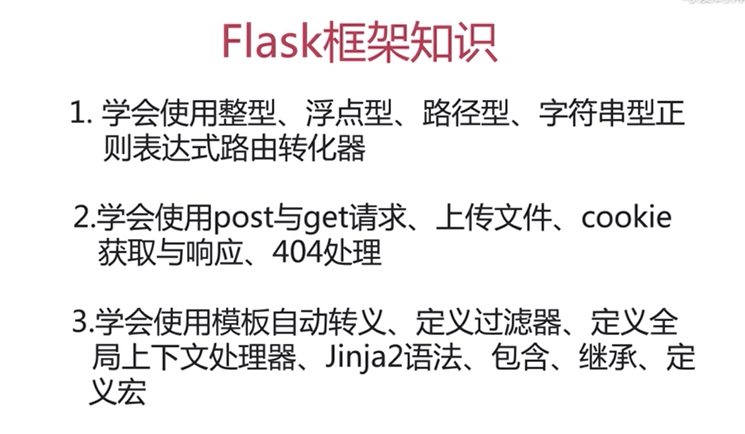 Flask框架知识
1. 学会使用整型、浮点型、路径型、字符串型正
则表达式路由转化器
2.学会使用post与get请求、上传文件、cookie
获取与响应、404处理
3.学会使用模板自动转义、定义过滤器、定义全
局上下文处理器、Jinja2语法、包含、继承、定
义宏